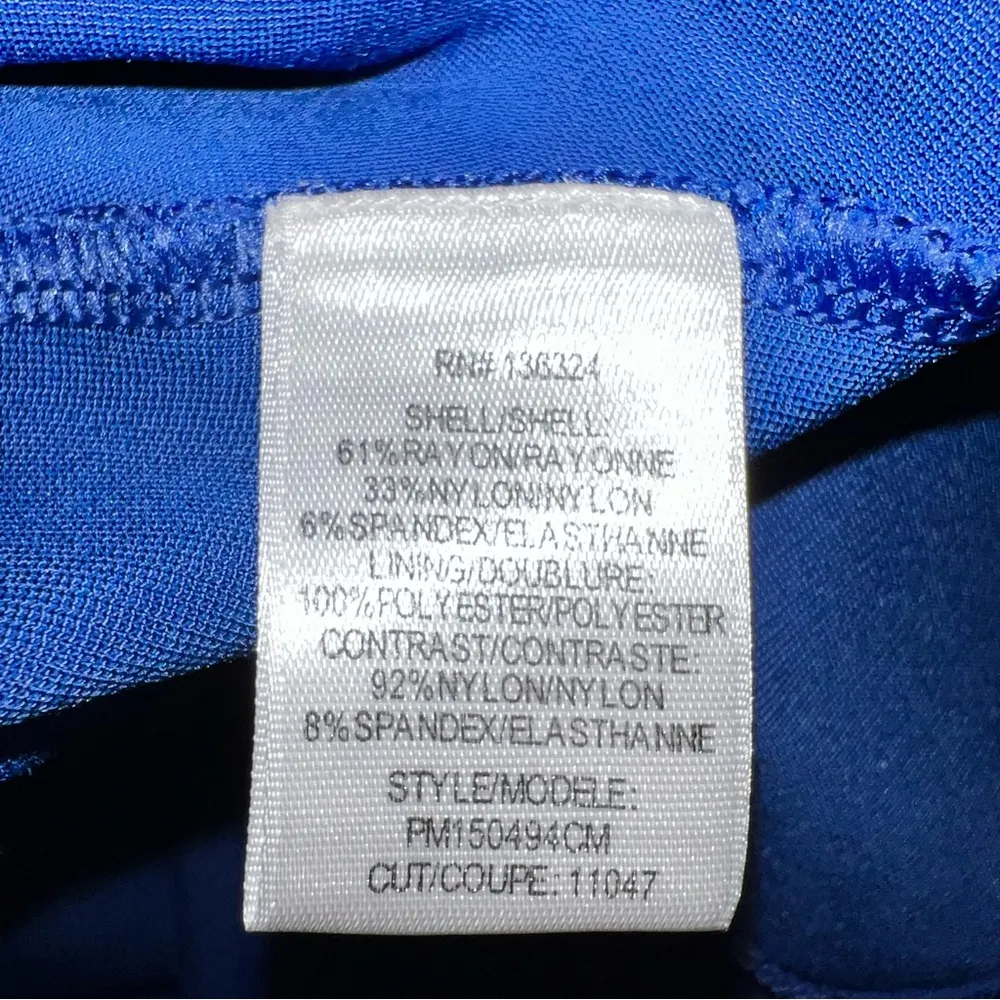 RN# 136324
SHELL/SHELL:
61%RAYON/RAYONNE
33%NYLON/NYLON
6%SPANDEX/ELASTHANNE
LINING/DOUBLURE:
100%POLYESTER/POLYESTER
CONTRAST/CONTRASTE:
92%NYLON/NYLON
8%SPANDEX/ELASTHANNE
STYLE/MODELE:
PM150494CM
CUT/COUPE: 11047